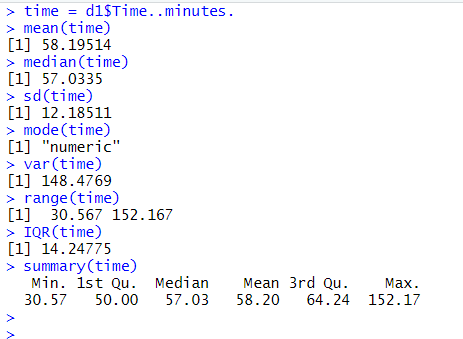 > time = d1$Time..minutes.
> mean(time)
[1] 58.19514
> median(time)
[1] 57.0335
> sd(time)
[1] 12.18511
> mode(time)
[1] "numeric"
> var(time)
[1] 148.4769
> range(time)
[1]  30.567 152.167
> IQR(time)
[1] 14.24775
> summary(time)
   Min. 1st Qu.  Median    Mean 3rd Qu.    Max. 
  30.57   50.00   57.03   58.20   64.24  152.17 
>
>